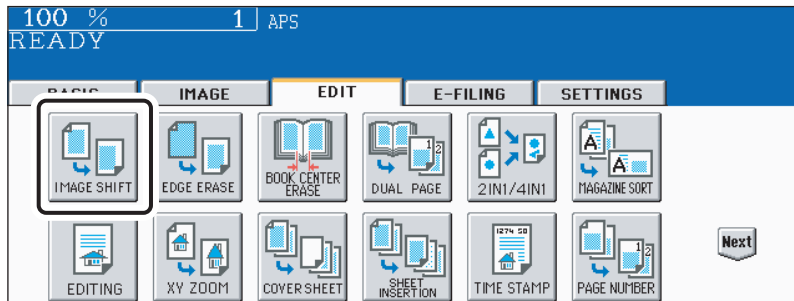 100 % 1 APS
READY
BASIC IMAGE EDIT E-FILING SETTINGS
IMAGE SHIFT EDGE ERASE BOOK CENTER ERASE DUAL PAGE 2IN1/4IN1 MAGAZINE SORT
EDITING XY ZOOM COVER SHEET SHEET INSERTION TIME STAMP PAGE NUMBER Next